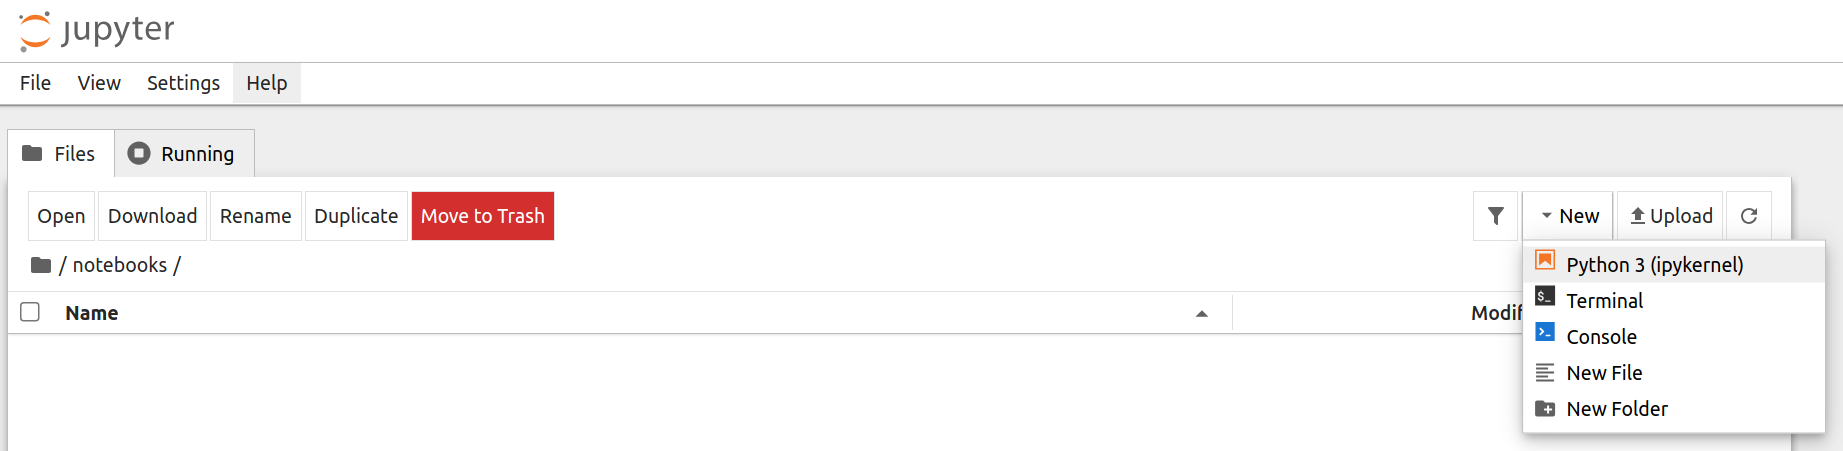 jupyter
File View Settings Help
Files Running
Open Download Rename Duplicate Move to Trash New Upload
/ notebooks /
Python 3 (ipykernel)
Name Modif
$_ Terminal
>_ Console
New File
New Folder